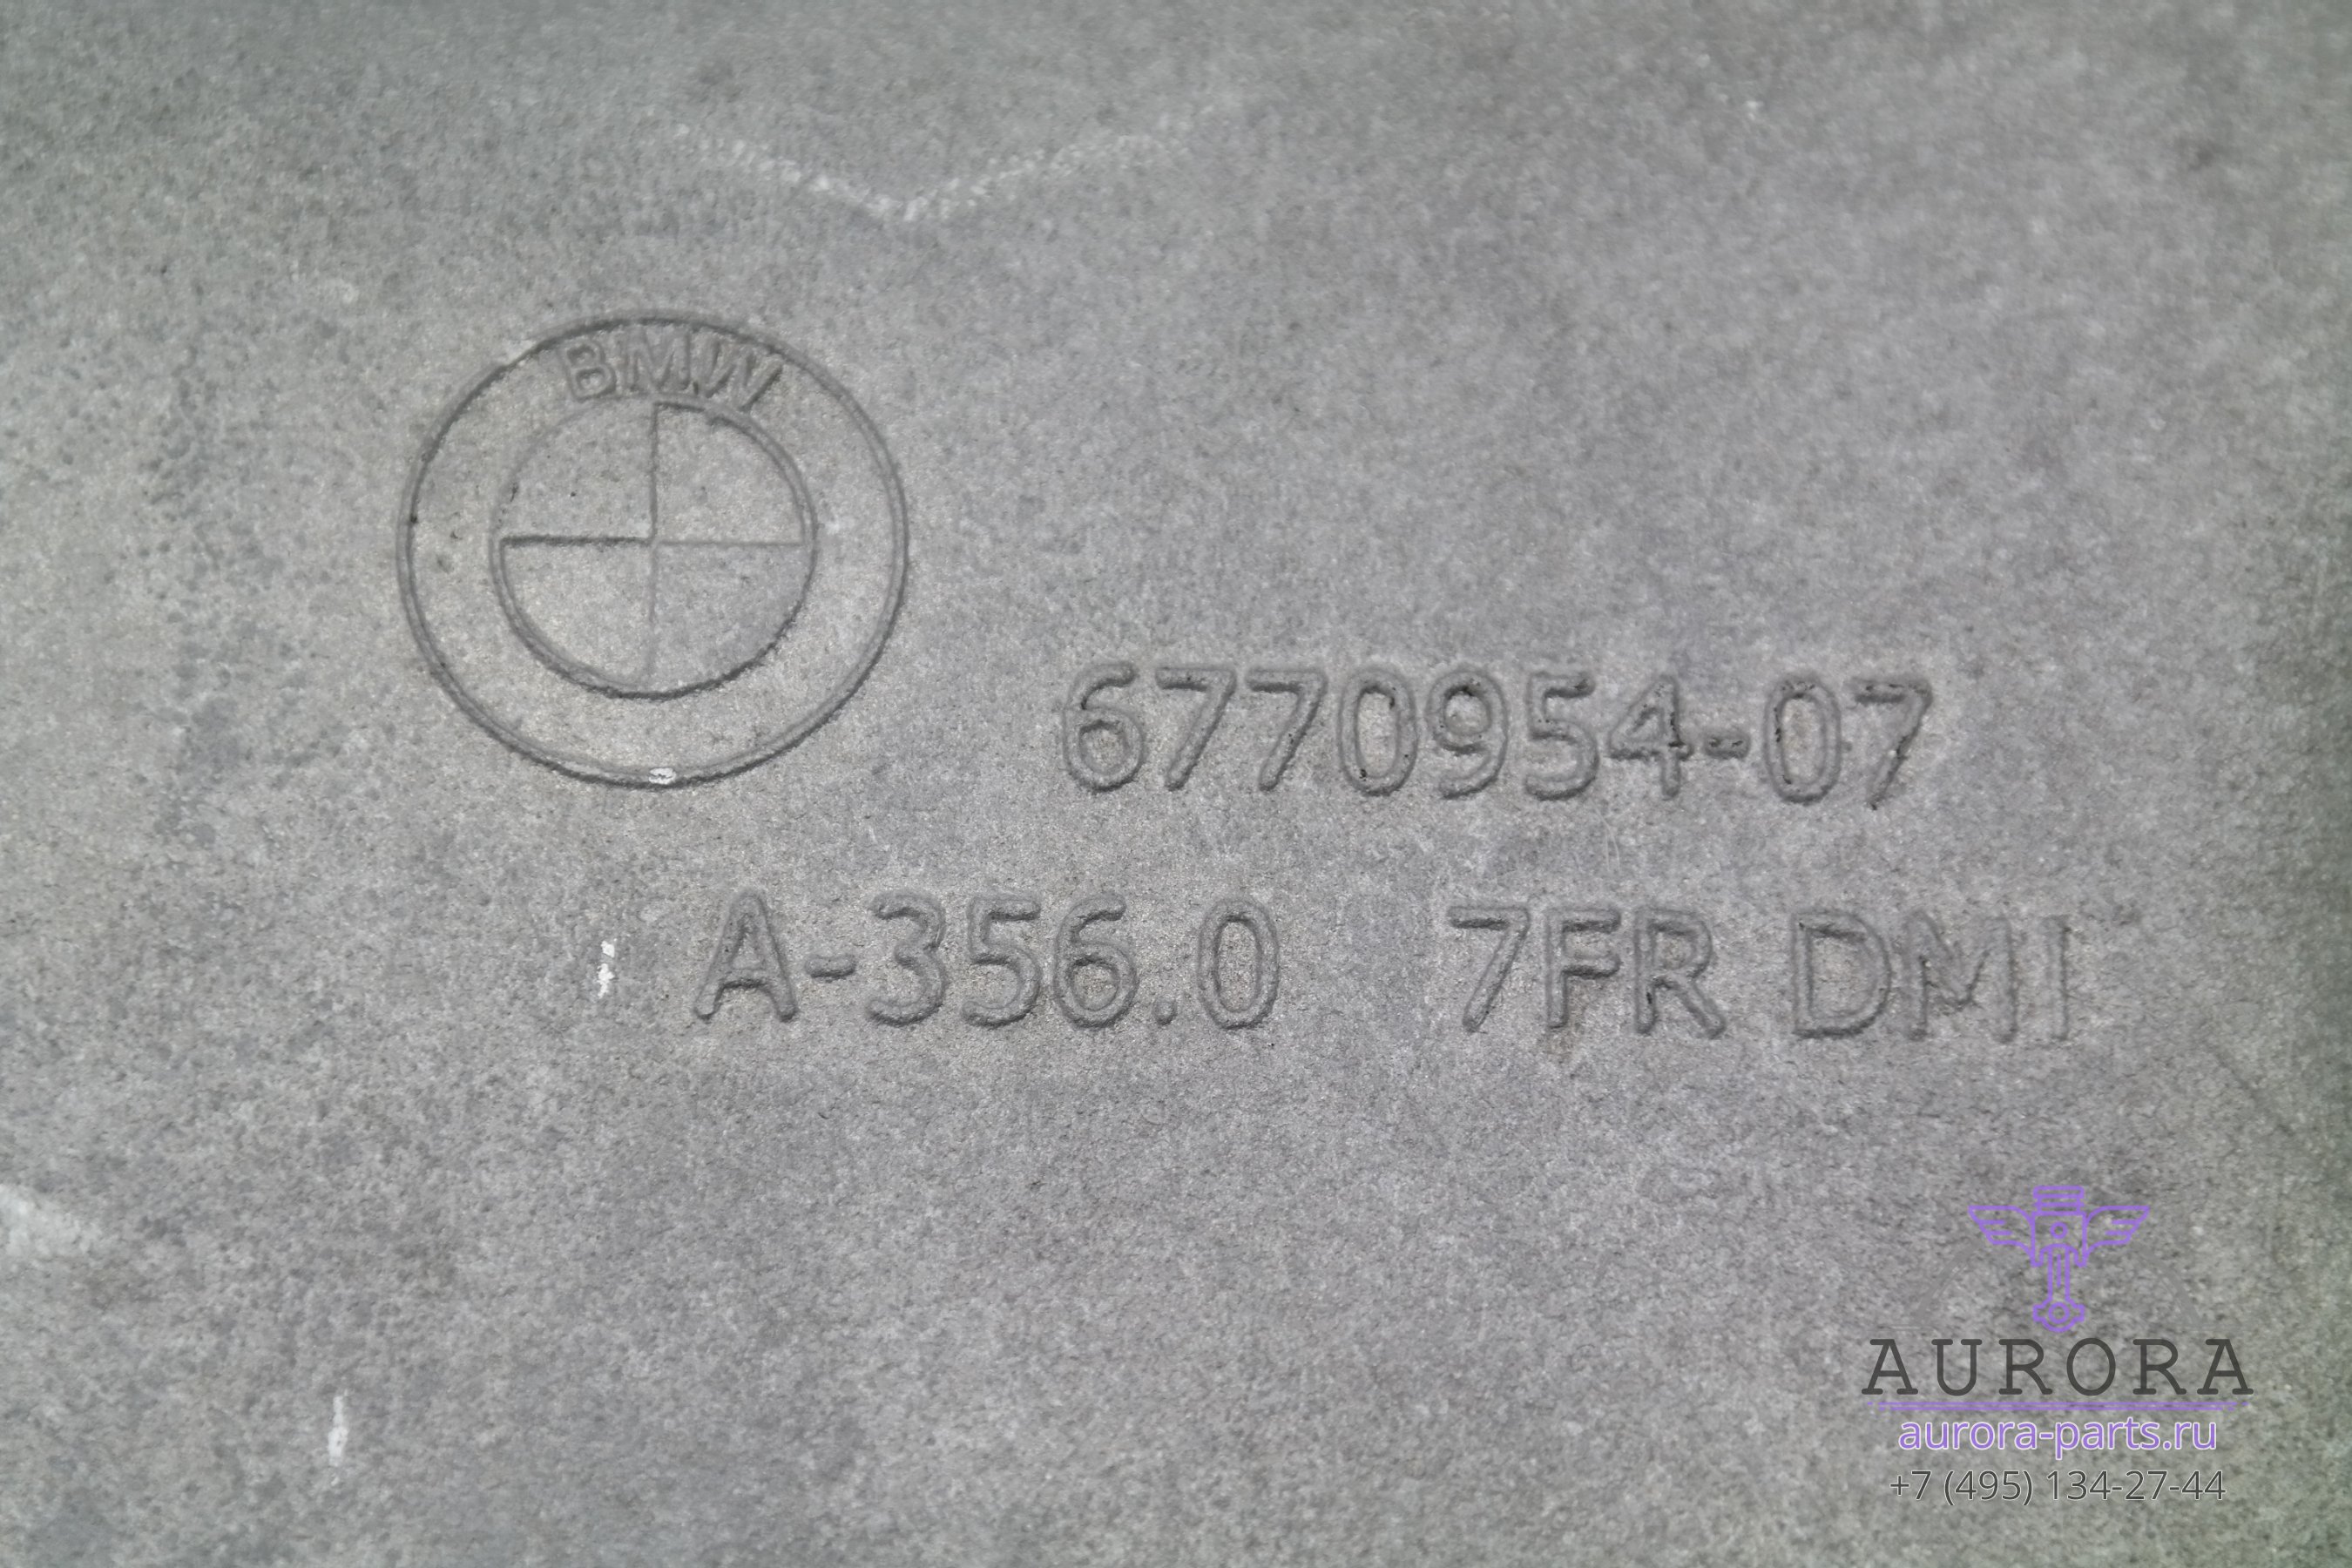 BMW
6770954-07
A-356.0 7FR DMI
AURORA
aurora-parts.ru
+7 (495) 134-27-44